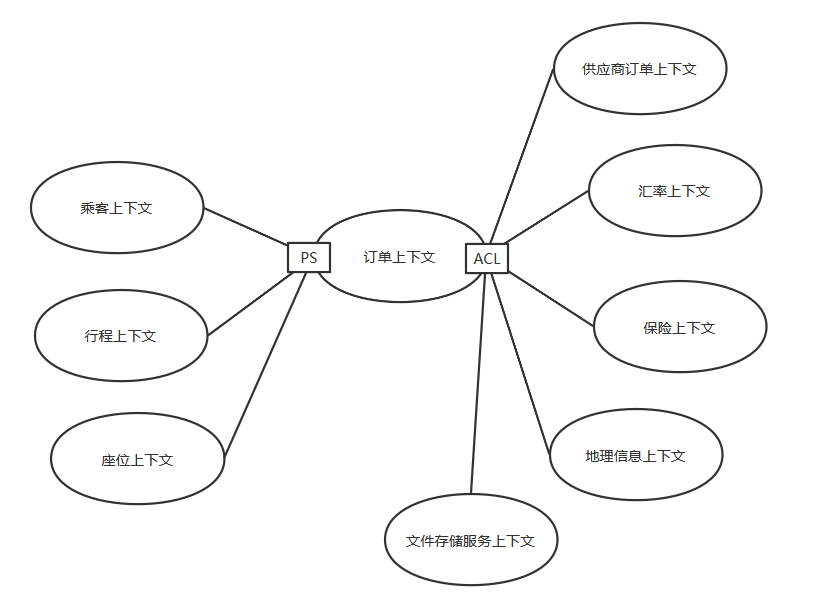 供应商订单上下文
汇率上下文
乘客上下文
PS
订单上下文
ACL
行程上下文
保险上下文
座位上下文
地理信息上下文
文件存储服务上下文